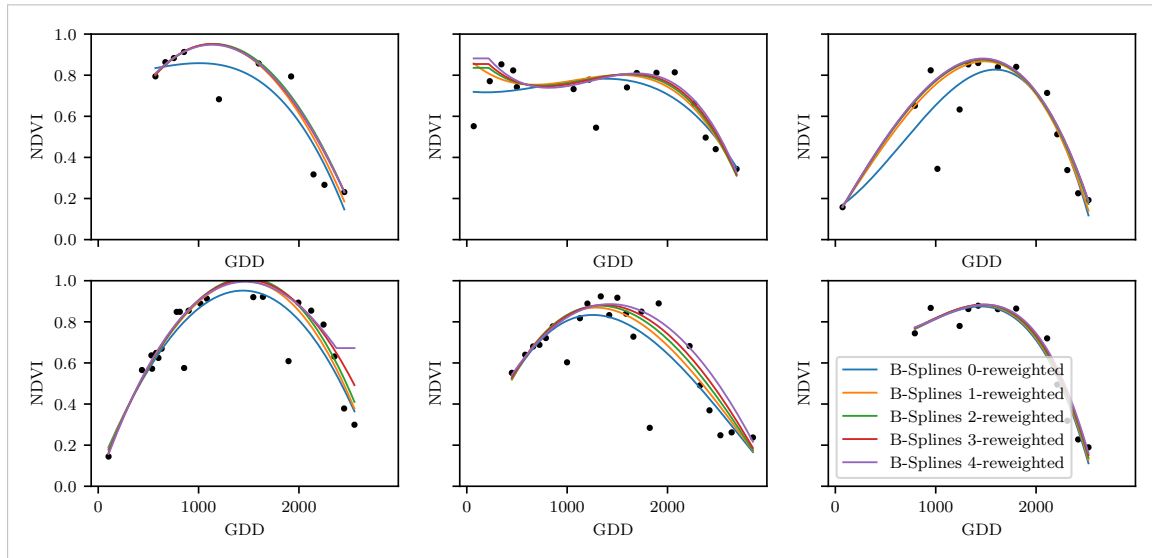 1.0
0.8
0.6
0.4
0.2
0.0
NDVI
GDD
NDVI
GDD
NDVI
GDD
1.0
0.8
0.6
0.4
0.2
0.0
NDVI
0 1000 2000
GDD
NDVI
0 1000 2000
GDD
NDVI
B-Splines 0-reweighted
B-Splines 1-reweighted
B-Splines 2-reweighted
B-Splines 3-reweighted
B-Splines 4-reweighted
0 1000 2000
GDD